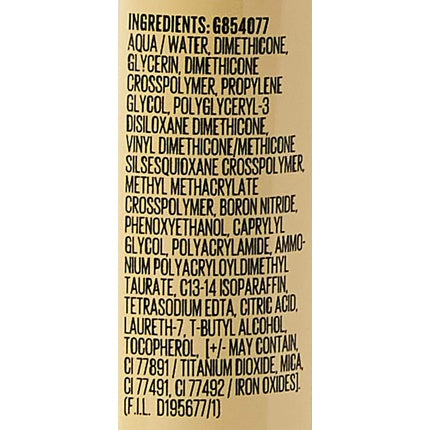 INGREDIENTS: G854077
AQUA / WATER, DIMETHICONE,
GLYCERIN, DIMETHICONE
CROSSPOLYMER, PROPYLENE
GLYCOL, POLYGLYCERYL-3
DISILOXANE DIMETHICONE,
VINYL DIMETHICONE/METHICONE
SILSESQUIOXANE CROSSPOLYMER,
METHYL METHACRYLATE
CROSSPOLYMER, BORON NITRIDE,
PHENOXYETHANOL, CAPRYLYL
GLYCOL, POLYACRYLAMIDE, AMMO-
NIUM POLYACRYLOYLDIMETHYL
TAURATE, C13-14 ISOPARAFFIN,
TETRASODIUM EDTA, CITRIC ACID,
LAURETH-7, T-BUTYL ALCOHOL,
TOCOPHEROL, [+/- MAY CONTAIN,
CI 77891 / TITANIUM DIOXIDE, MICA,
CI 77491, CI 77492 / IRON OXIDES].
(F.I.L. D195677/1)